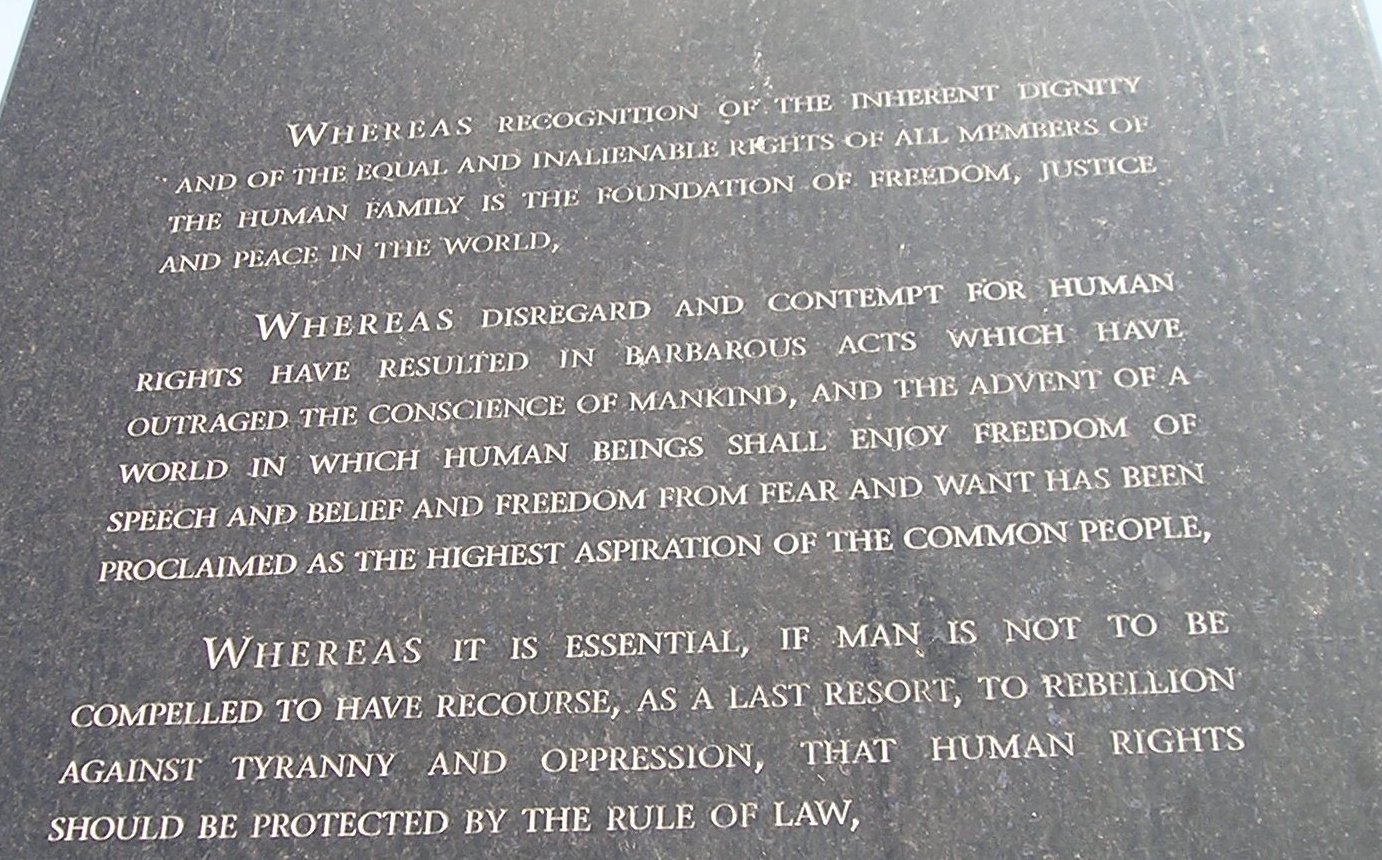 WHEREAS RECOGNITION OF THE INHERENT DIGNITY
AND OF THE EQUAL AND INALIENABLE RIGHTS OF ALL MEMBERS OF
THE HUMAN FAMILY IS THE FOUNDATION OF FREEDOM, JUSTICE
AND PEACE IN THE WORLD,
WHEREAS DISREGARD AND CONTEMPT FOR HUMAN
RIGHTS HAVE RESULTED IN BARBAROUS ACTS WHICH HAVE
OUTRAGED THE CONSCIENCE OF MANKIND, AND THE ADVENT OF A
WORLD IN WHICH HUMAN BEINGS SHALL ENJOY FREEDOM OF
SPEECH AND BELIEF AND FREEDOM FROM FEAR AND WANT HAS BEEN
PROCLAIMED AS THE HIGHEST ASPIRATION OF THE COMMON PEOPLE,
WHEREAS IT IS ESSENTIAL, IF MAN IS NOT TO BE
COMPELLED TO HAVE RECOURSE, AS A LAST RESORT, TO REBELLION
AGAINST TYRANNY AND OPPRESSION, THAT HUMAN RIGHTS
SHOULD BE PROTECTED BY THE RULE OF LAW,